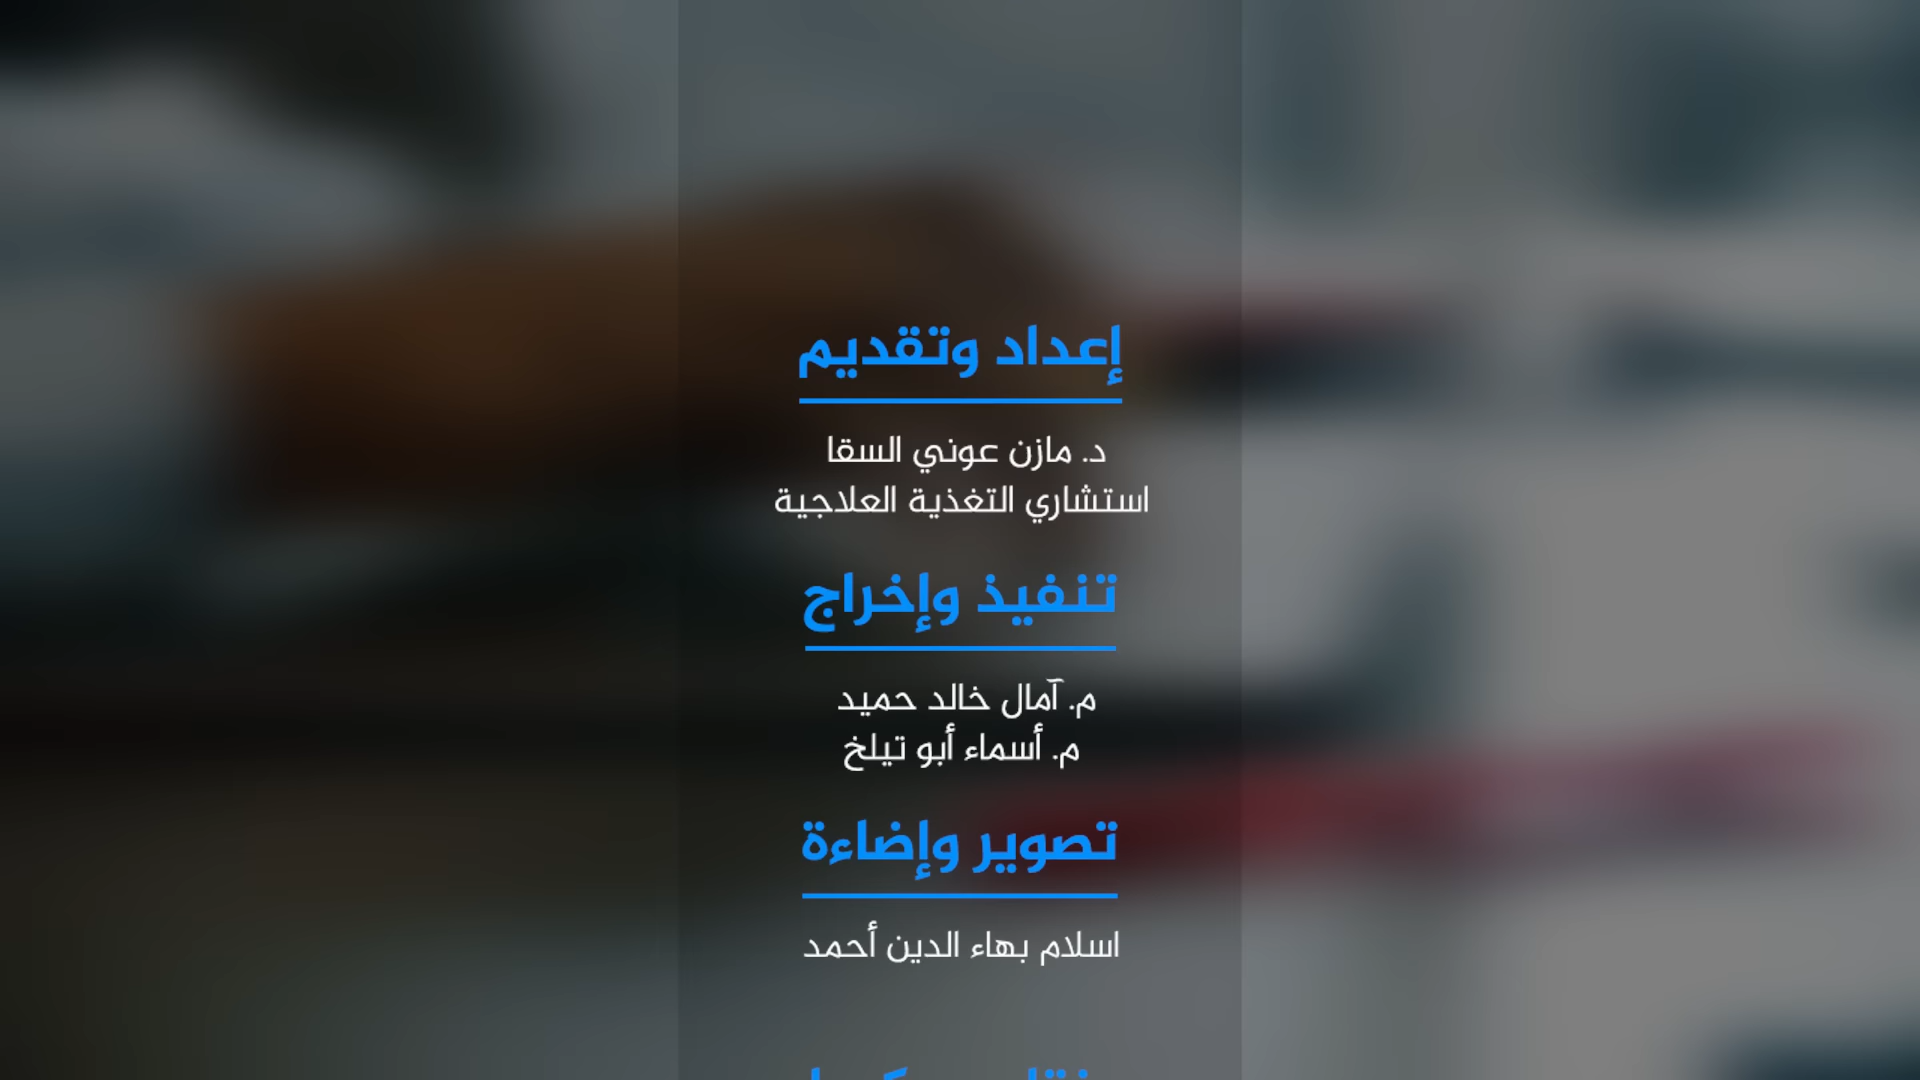 إعداد وتقديم
د. مازن عوني السقا
استشاري التغذية العلاجية
تنفيذ وإخراج
م. آمال خالد حميد
م. أسماء أبو تيلخ
تصوير وإضاءة
اسلام بهاء الدين أحمد